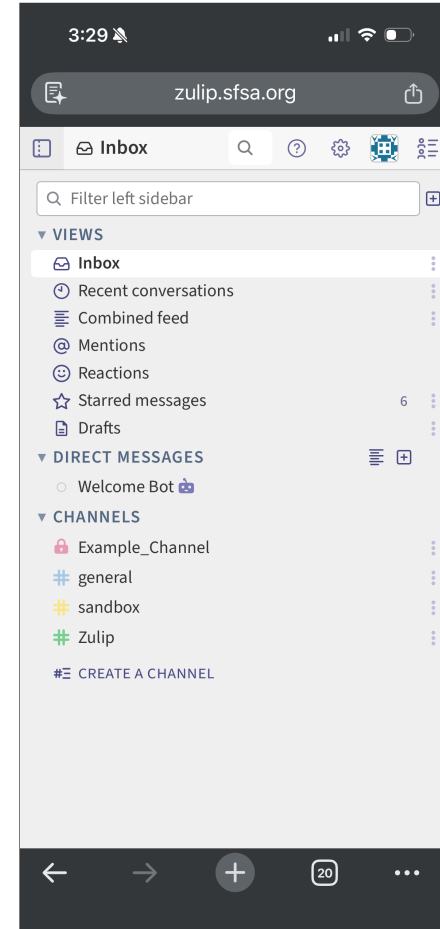 3:29
zulip.sfsa.org
Inbox
Filter left sidebar
VIEWS
Inbox
Recent conversations
Combined feed
Mentions
Reactions
Starred messages 6
Drafts
DIRECT MESSAGES
Welcome Bot
CHANNELS
Example_Channel
general
sandbox
Zulip
CREATE A CHANNEL
20